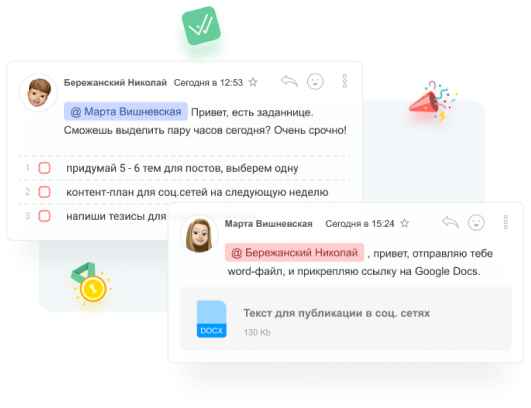 Бережанский Николай Сегодня в 12:53
@ Марта Вишневская Привет, есть заданнице.
Сможешь выделить пару часов сегодня? Очень срочно!
1 придумай 5 - 6 тем для постов, выберем одну
2 контент-план для соц.сетей на следующую неделю
3 напиши тезисы для
Марта Вишневская Сегодня в 15:24
@ Бережанский Николай , привет, отправляю тебе
word-файл, и прикрепляю ссылку на Google Docs.
Текст для публикации в соц. сетях
DOCX
130 Kb
1